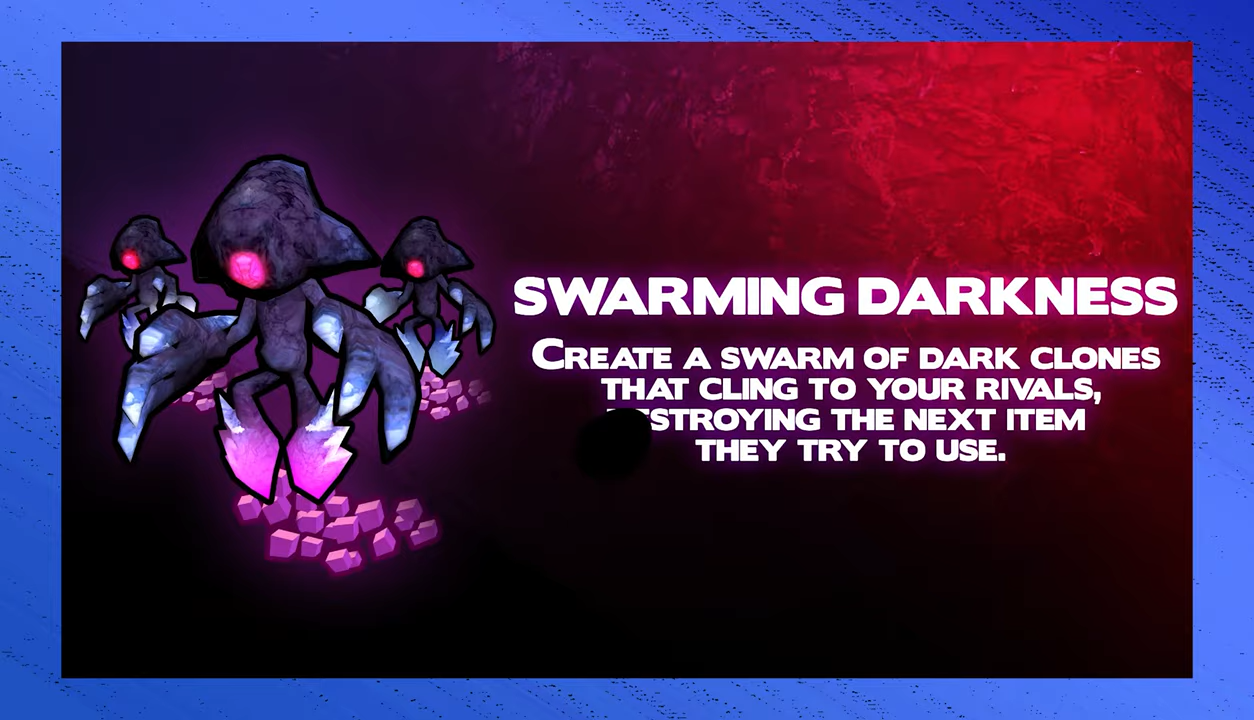 SWARMING DARKNESS
CREATE A SWARM OF DARK CLONES
THAT CLING TO YOUR RIVALS,
THE NEXT ITEM
THEY TRY TO USE.